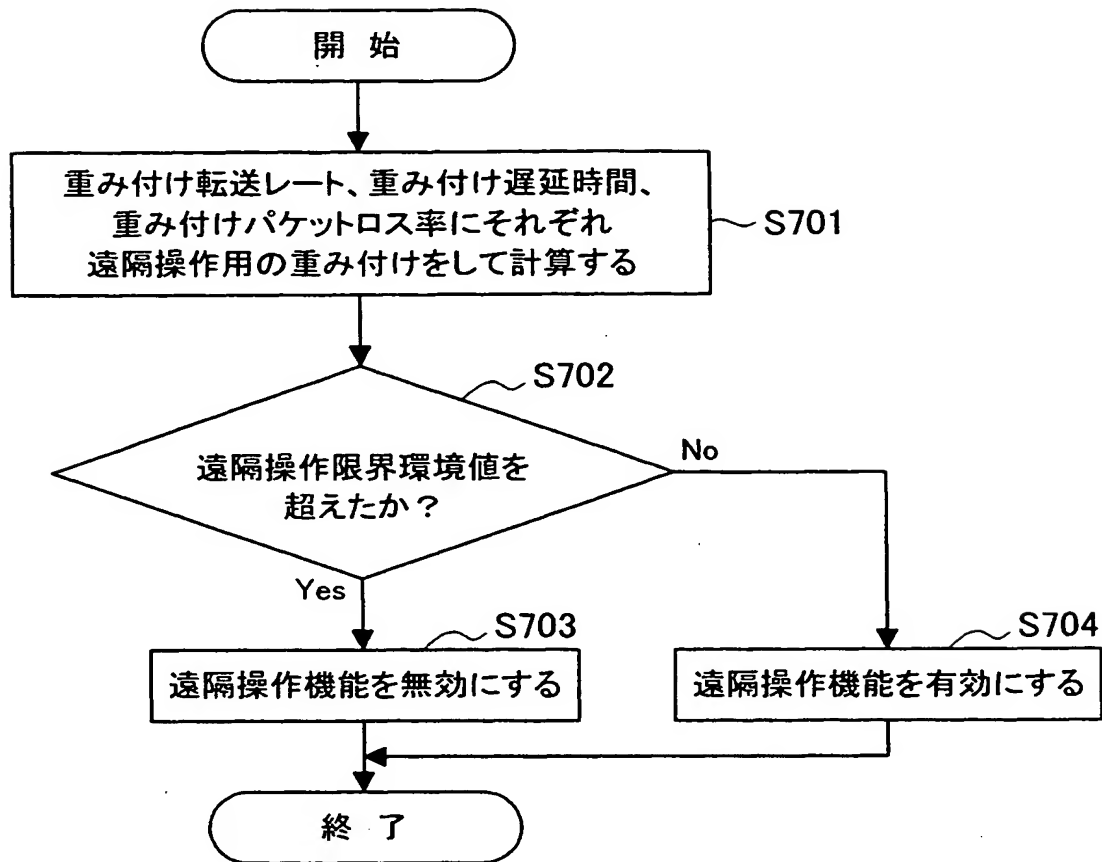 開始
重み付け転送レート、重み付け遅延時間、
重み付けパケットロス率にそれぞれ
遠隔操作用の重み付けをして計算する
S701
S702
遠隔操作限界環境値を
超えたか？
No
Yes
S703
遠隔操作機能を無効にする
S704
遠隔操作機能を有効にする
終了